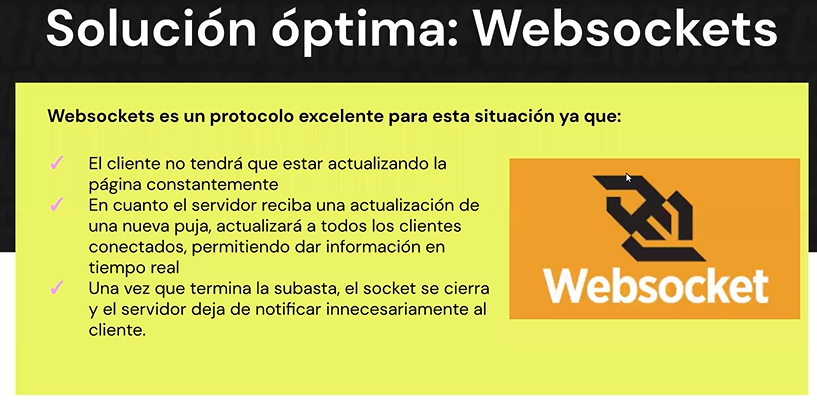 Solución óptima: Websockets
Websockets es un protocolo excelente para esta situación ya que:
✓ El cliente no tendrá que estar actualizando la
página constantemente
✓ En cuanto el servidor reciba una actualización de
una nueva puja, actualizará a todos los clientes
conectados, permitiendo dar información en
tiempo real
✓ Una vez que termina la subasta, el socket se cierra
y el servidor deja de notificar innecesariamente al
cliente.
Websocket